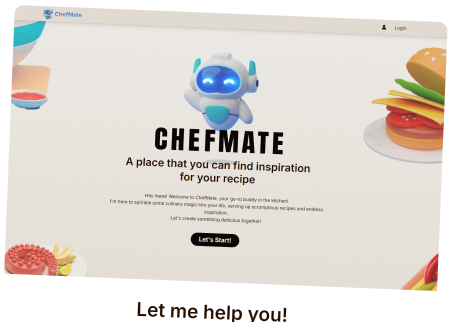 ChefMate
Login
CHEFMATE
A place that you can find inspiration
for your recipe
Hey there! Welcome to ChefMate, your go-to buddy in the kitchen!
I'm here to sprinkle some culinary magic into your life, serving up scrumptious recipes and endless
inspiration.
Let's create something delicious together!
Let's Start!
Let me help you!